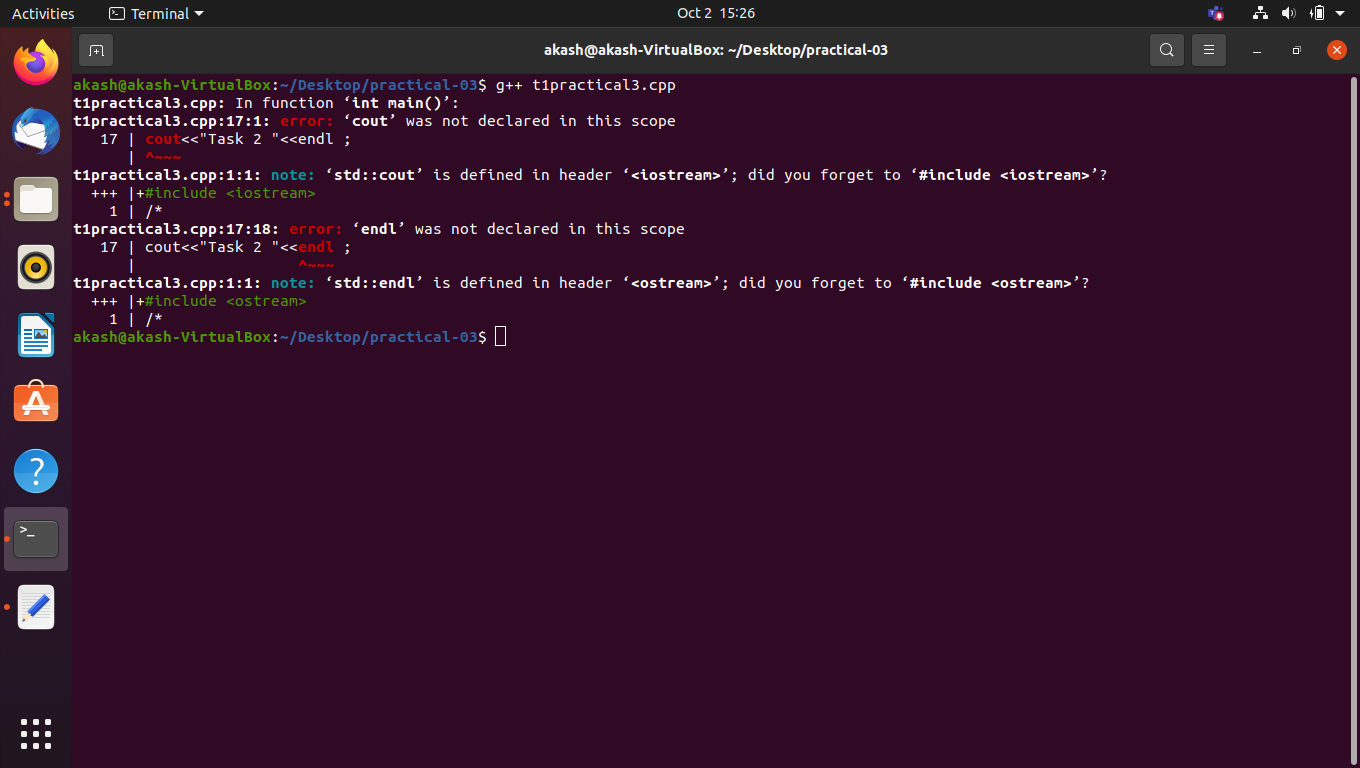 Activities
Terminal
Oct 2 15:26
akash@akash-VirtualBox: ~/Desktop/practical-03
akash@akash-VirtualBox:~/Desktop/practical-03$ g++ t1practical3.cpp
t1practical3.cpp: In function ‘int main()’:
t1practical3.cpp:17:1: error: ‘cout’ was not declared in this scope
   17 | cout<<"Task 2 "<<endl ;
      | ^~~~
t1practical3.cpp:1:1: note: ‘std::cout’ is defined in header ‘<iostream>’; did you forget to ‘#include <iostream>’?
  +++ |+#include <iostream>
    1 | /*
t1practical3.cpp:17:18: error: ‘endl’ was not declared in this scope
   17 | cout<<"Task 2 "<<endl ;
      |                  ^~~~
t1practical3.cpp:1:1: note: ‘std::endl’ is defined in header ‘<ostream>’; did you forget to ‘#include <ostream>’?
  +++ |+#include <ostream>
    1 | /*
akash@akash-VirtualBox:~/Desktop/practical-03$